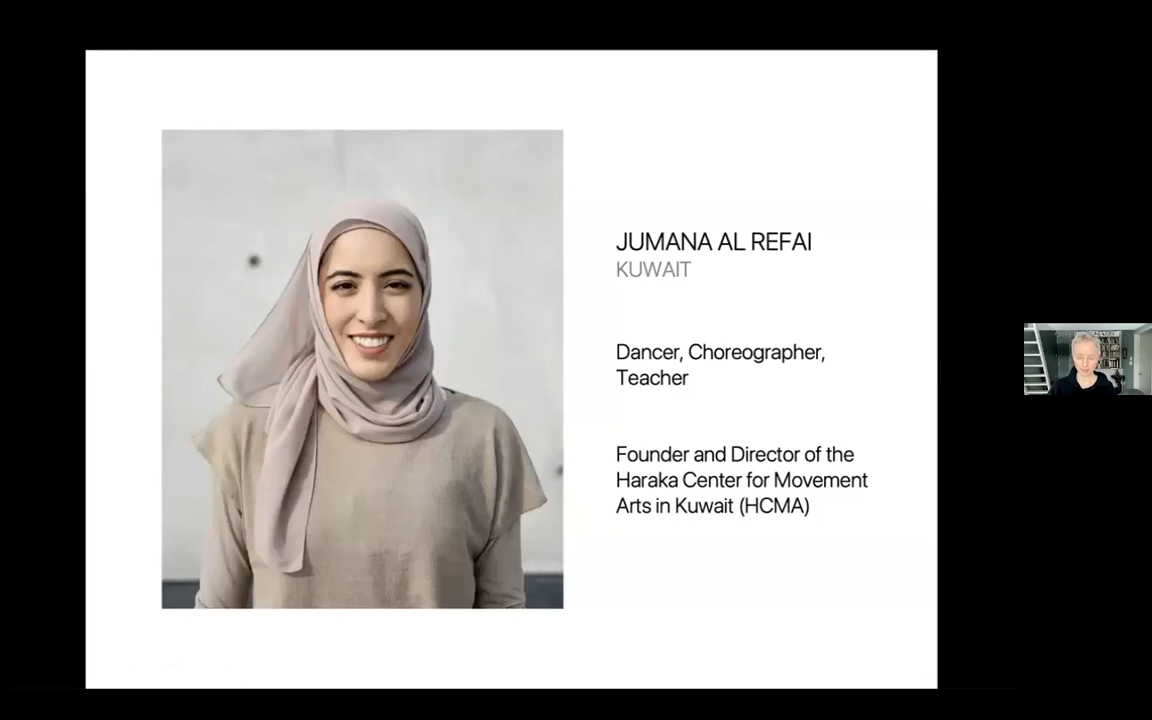 JUMANA AL REFAI
KUWAIT
Dancer, Choreographer,
Teacher
Founder and Director of the
Haraka Center for Movement
Arts in Kuwait (HCMA)